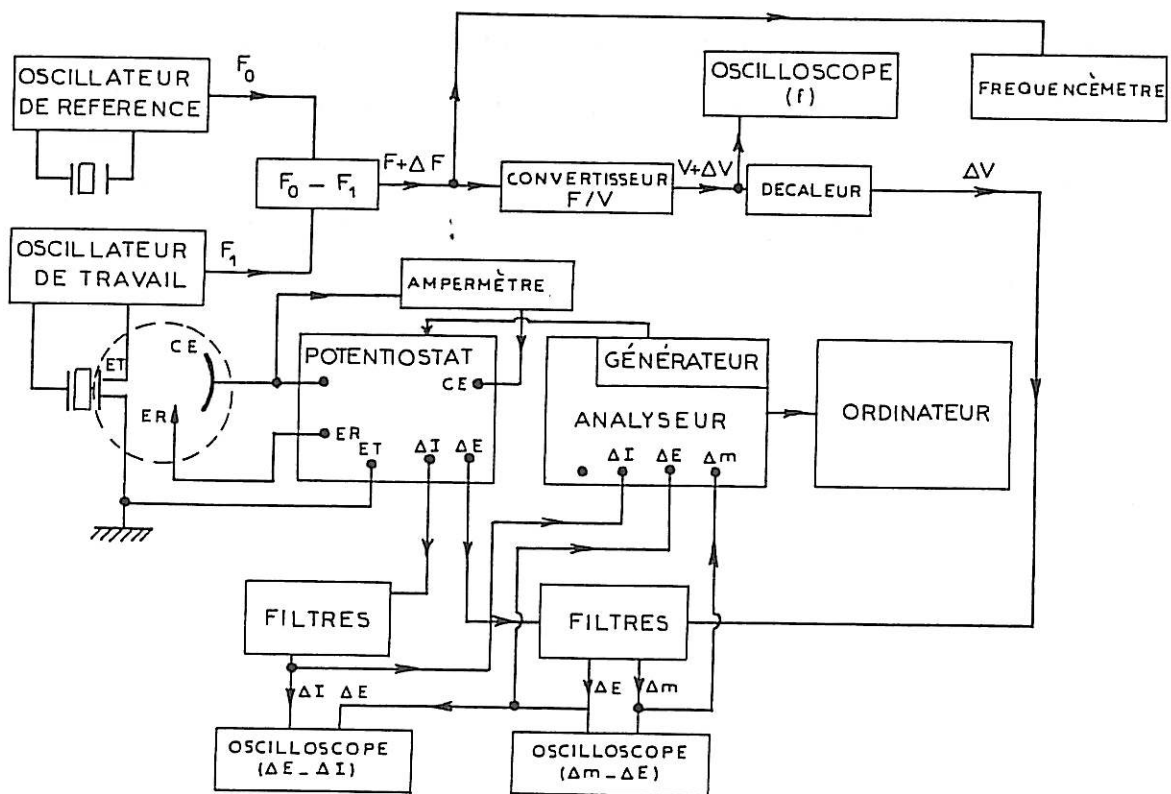 OSCILLATEUR
DE REFERENCE
F₀
OSCILLOSCOPE
(f)
FREQUENCÈMETRE
F₀ – F₁
F+ΔF
CONVERTISSEUR
F/V
V+ΔV
DECALEUR
ΔV
OSCILLATEUR
DE TRAVAIL
F₁
AMPERMÈTRE
CE
ET
ER
POTENTIOSTAT
CE
ER
ET
ΔI
ΔE
GÉNÉRATEUR
ANALYSEUR
ΔI
ΔE
Δm
ORDINATEUR
FILTRES
FILTRES
ΔI
ΔE
ΔE
Δm
OSCILLOSCOPE
(ΔE_ΔI)
OSCILLOSCOPE
(Δm_ΔE)